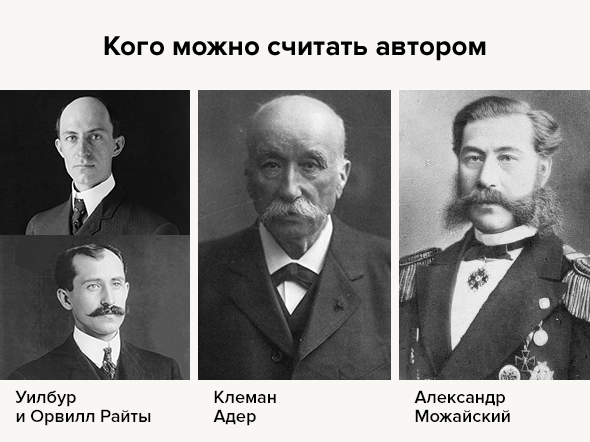 Кого можно считать автором
Уилбур
и Орвилл Райты
Клеман
Адер
Александр
Можайский